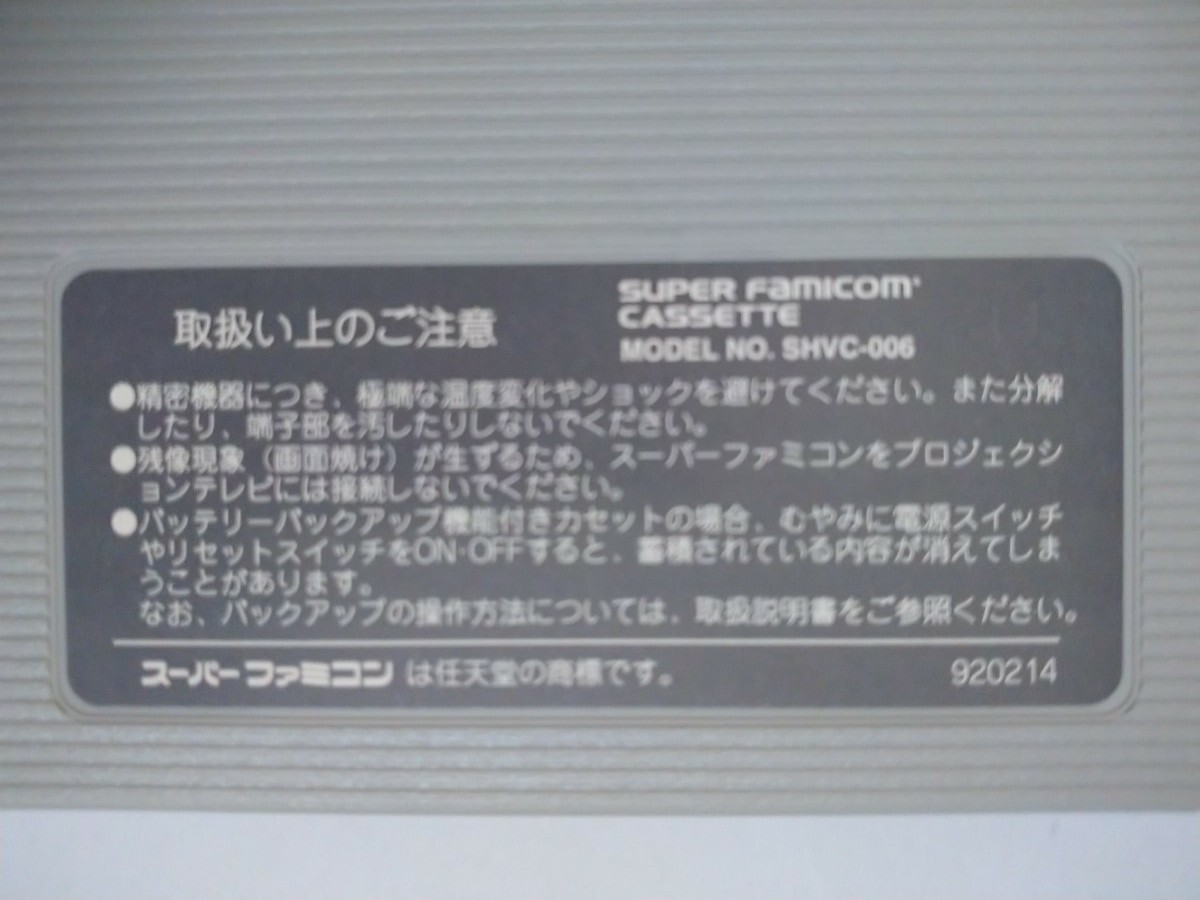 取扱い上のご注意
SUPER FAMICOM
CASSETTE
MODEL NO. SHVC-006
●精密機器につき、極端な温度変化やショックを避けてください。また分解
したり、端子部を汚したりしないでください。
●残像現象（画面焼け）が生ずるため、スーパーファミコンをプロジェクシ
ョンテレビには接続しないでください。
●バッテリーバックアップ機能付きカセットの場合、むやみに電源スイッチ
やリセットスイッチをON・OFFすると、蓄積されている内容が消えてしま
うことがあります。
なお、バックアップの操作方法については、取扱説明書をご参照ください。
スーパーファミコンは任天堂の商標です。
920214